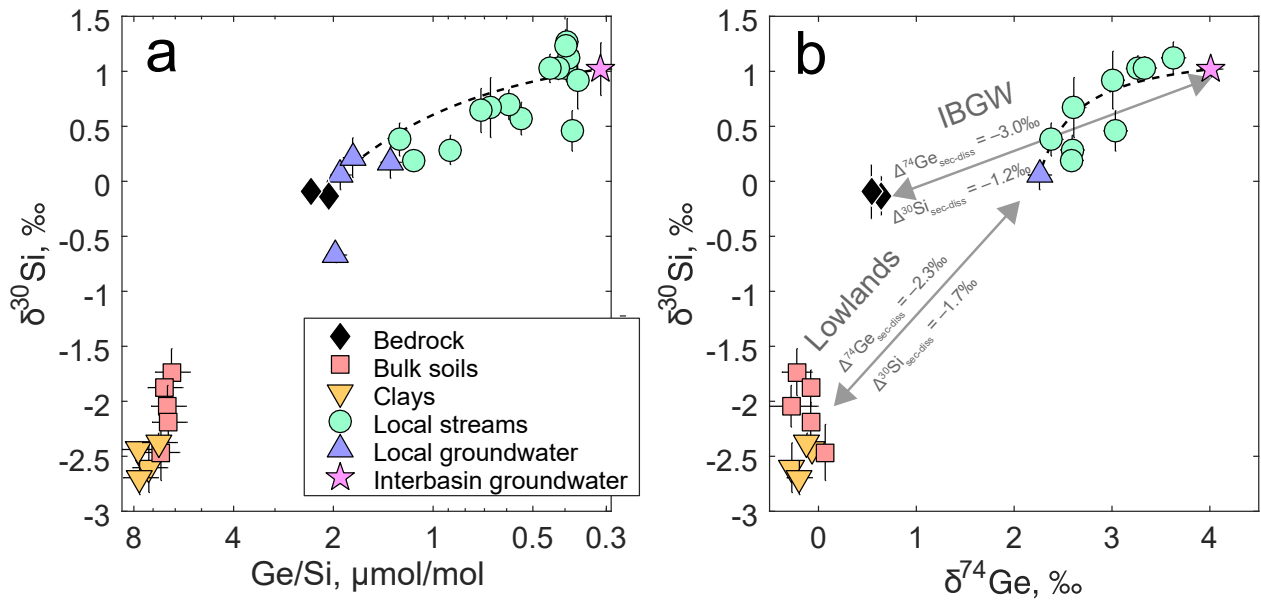 a
1.5
1
0.5
0
-0.5
-1
-1.5
-2
-2.5
-3
δ30Si, ‰
8
4
2
1
0.5
0.3
Ge/Si, μmol/mol
Bedrock
Bulk soils
Clays
Local streams
Local groundwater
Interbasin groundwater
b
1.5
1
0.5
0
-0.5
-1
-1.5
-2
-2.5
-3
δ30Si, ‰
0
1
2
3
4
δ74Ge, ‰
IBGW
Δ74Gesec-diss = −3.0‰
Δ30Sisec-diss = −1.2‰
Lowlands
Δ74Gesec-diss = −2.3‰
Δ30Sisec-diss = −1.7‰